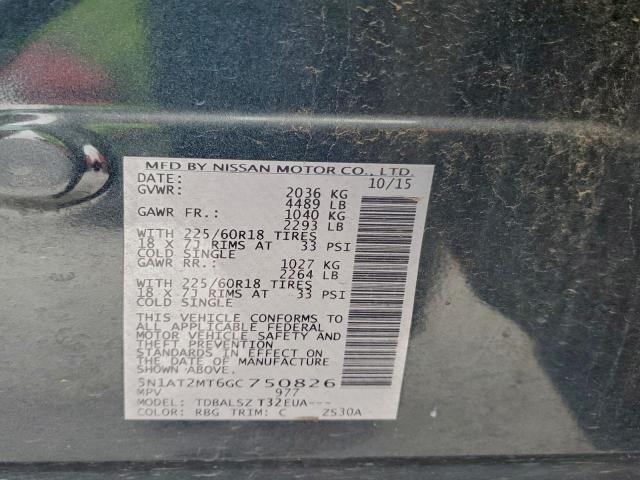 MFD BY NISSAN MOTOR CO., LTD.
DATE: 10/15
GVWR: 2036 KG
4489 LB
GAWR FR.: 1040 KG
2293 LB
WITH 225/60R18 TIRES
18 X 7J RIMS AT 33 PSI
COLD SINGLE
GAWR RR.: 1027 KG
2264 LB
WITH 225/60R18 TIRES
18 X 7J RIMS AT 33 PSI
COLD SINGLE
THIS VEHICLE CONFORMS TO
ALL APPLICABLE FEDERAL
MOTOR VEHICLE SAFETY AND
THEFT PREVENTION
STANDARDS IN EFFECT ON
THE DATE OF MANUFACTURE
SHOWN ABOVE.
5N1AT2MT6GC750826
MPV 977
MODEL: TDBALSZ T32EUA---
COLOR: RBG TRIM: C ZS30A